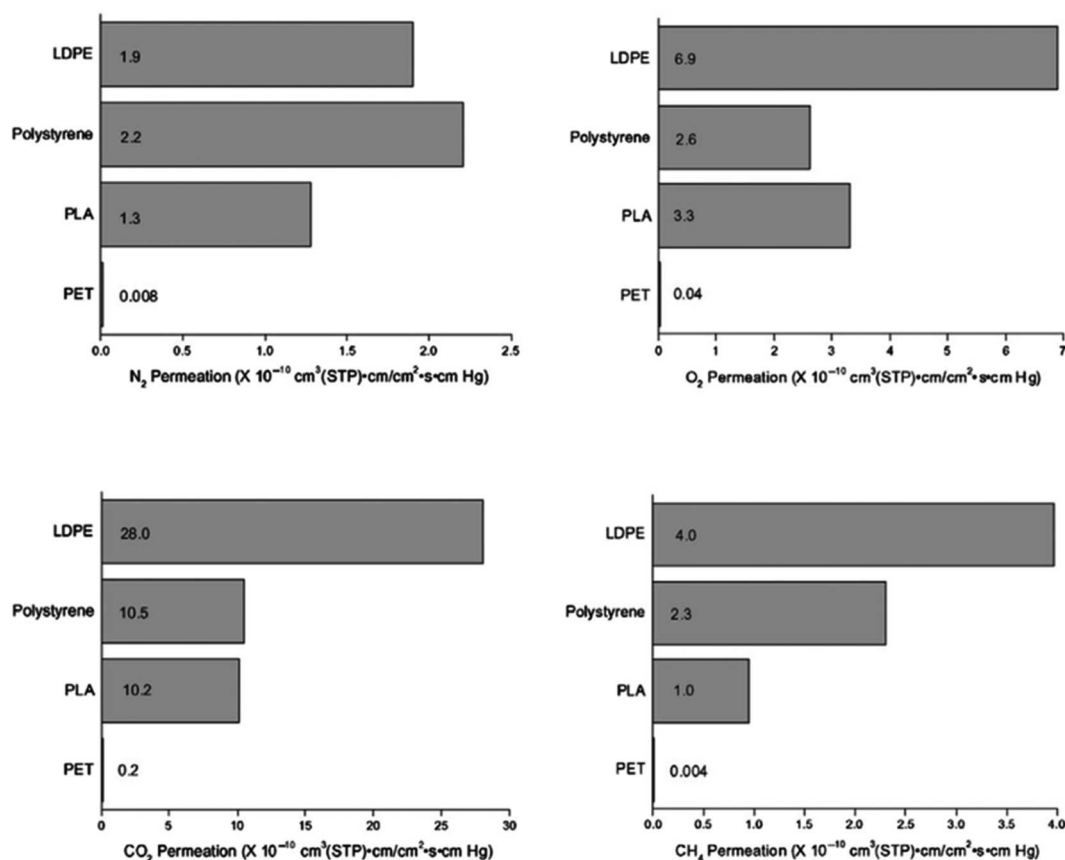 LDPE
1.9
Polystyrene
2.2
PLA
1.3
PET
0.008
0.0 0.5 1.0 1.5 2.0 2.5
N₂ Permeation (X 10⁻¹⁰ cm³(STP)•cm/cm²•s•cm Hg)
LDPE
6.9
Polystyrene
2.6
PLA
3.3
PET
0.04
0 1 2 3 4 5 6 7
O₂ Permeation (X 10⁻¹⁰ cm³(STP)•cm/cm²•s•cm Hg)
LDPE
28.0
Polystyrene
10.5
PLA
10.2
PET
0.2
0 5 10 15 20 25 30
CO₂ Permeation (X 10⁻¹⁰ cm³(STP)•cm/cm²•s•cm Hg)
LDPE
4.0
Polystyrene
2.3
PLA
1.0
PET
0.004
0.0 0.5 1.0 1.5 2.0 2.5 3.0 3.5 4.0
CH₄ Permeation (X 10⁻¹⁰ cm³(STP)•cm/cm²•s•cm Hg)